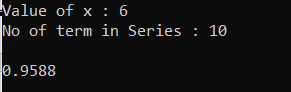 Value of x : 6
No of term in Series : 10
0.9588